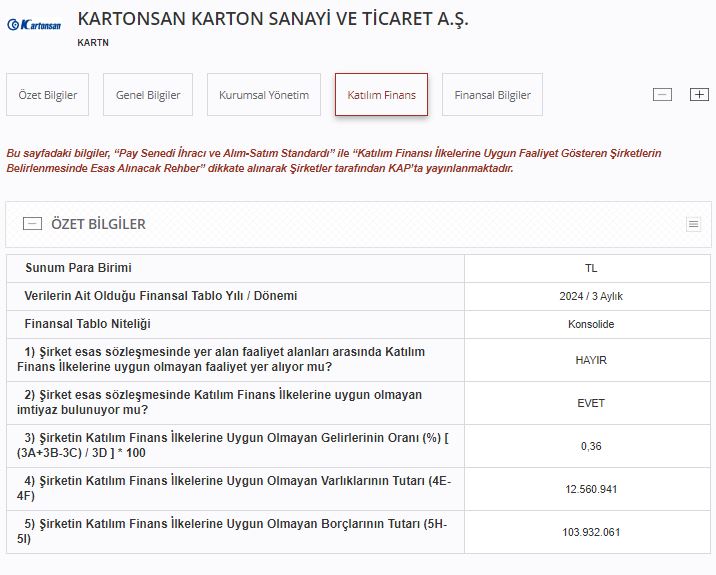 Kartonsan
KARTONSAN KARTON SANAYİ VE TİCARET A.Ş.
KARTN
Özet Bilgiler
Genel Bilgiler
Kurumsal Yönetim
Katılım Finans
Finansal Bilgiler
Bu sayfadaki bilgiler, “Pay Senedi İhracı ve Alım-Satım Standardı” ile “Katılım Finansı İlkelerine Uygun Faaliyet Gösteren Şirketlerin
Belirlenmesinde Esas Alınacak Rehber” dikkate alınarak Şirketler tarafından KAP’ta yayınlanmaktadır.
ÖZET BİLGİLER
Sunum Para Birimi
TL
Verilerin Ait Olduğu Finansal Tablo Yılı / Dönemi
2024 / 3 Aylık
Finansal Tablo Niteliği
Konsolide
1) Şirket esas sözleşmesinde yer alan faaliyet alanları arasında Katılım
Finans İlkelerine uygun olmayan faaliyet yer alıyor mu?
HAYIR
2) Şirket esas sözleşmesinde Katılım Finans İlkelerine uygun olmayan
imtiyaz bulunuyor mu?
EVET
3) Şirketin Katılım Finans İlkelerine Uygun Olmayan Gelirlerinin Oranı (%) [
(3A+3B-3C) / 3D ] * 100
0,36
4) Şirketin Katılım Finans İlkelerine Uygun Olmayan Varlıklarının Tutarı (4E-
4F)
12.560.941
5) Şirketin Katılım Finans İlkelerine Uygun Olmayan Borçlarının Tutarı (5H-
5I)
103.932.061